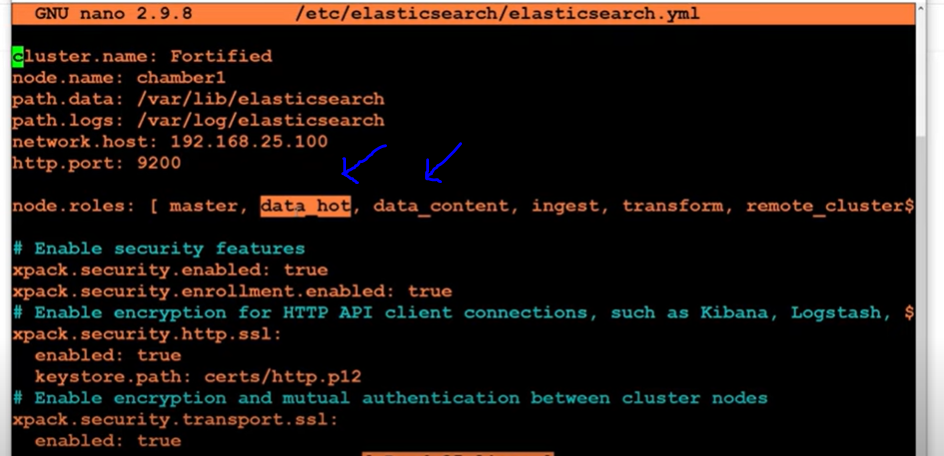 GNU nano 2.9.8 /etc/elasticsearch/elasticsearch.yml
cluster.name: Fortified
node.name: chamber1
path.data: /var/lib/elasticsearch
path.logs: /var/log/elasticsearch
network.host: 192.168.25.100
http.port: 9200
node.roles: [ master, data_hot, data_content, ingest, transform, remote_cluster$
# Enable security features
xpack.security.enabled: true
xpack.security.enrollment.enabled: true
# Enable encryption for HTTP API client connections, such as Kibana, Logstash, $
xpack.security.http.ssl:
enabled: true
keystore.path: certs/http.p12
# Enable encryption and mutual authentication between cluster nodes
xpack.security.transport.ssl:
enabled: true